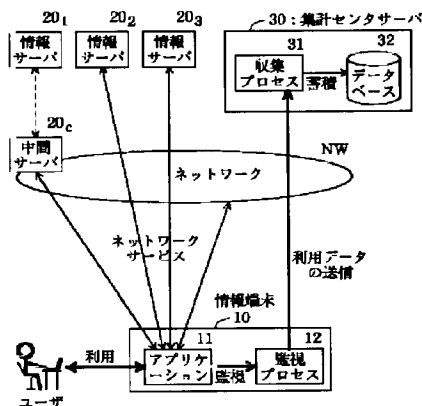 20₁
20₂
20₃
情報
サーバ
情報
サーバ
情報
サーバ
30：集計センタサーバ
31
32
収集
プロセス
蓄積
データ
ベース
20c
中間
サーバ
NW
ネットワーク
ネットワーク
サービス
利用データ
の送信
情報端末
10
11
12
利用
アプリケ
ーション
監視
監視
プロセス
ユーザ